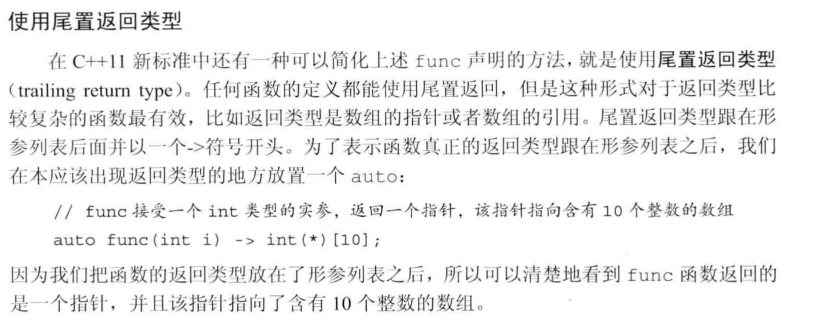 使用尾置返回类型
在 C++11 新标准中还有一种可以简化上述 func 声明的方法，就是使用尾置返回类型
（trailing return type）。任何函数的定义都能使用尾置返回，但是这种形式对于返回类型比
较复杂的函数最有效，比如返回类型是数组的指针或者数组的引用。尾置返回类型跟在形
参列表后面并以一个->符号开头。为了表示函数真正的返回类型跟在形参列表之后，我们
在本应该出现返回类型的地方放置一个 auto：
// func 接受一个 int 类型的实参，返回一个指针，该指针指向含有 10 个整数的数组
auto func(int i) -> int(*)[10];
因为我们把函数的返回类型放在了形参列表之后，所以可以清楚地看到 func 函数返回的
是一个指针，并且该指针指向了含有 10 个整数的数组。